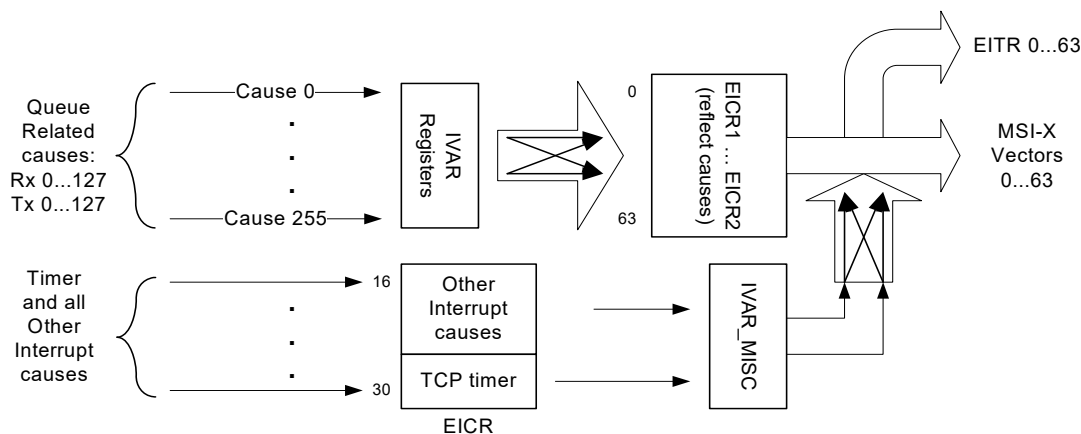 Queue
Related
causes:
Rx 0...127
Tx 0...127
Cause 0
.
.
.
Cause 255
IVAR
Registers
0
63
EICR1 ... EICR2
(reflect causes)
EITR 0...63
MSI-X
Vectors
0...63
Timer
and all
Other
Interrupt
causes
.
.
.
16
30
Other
Interrupt
causes
TCP timer
EICR
IVAR_MISC